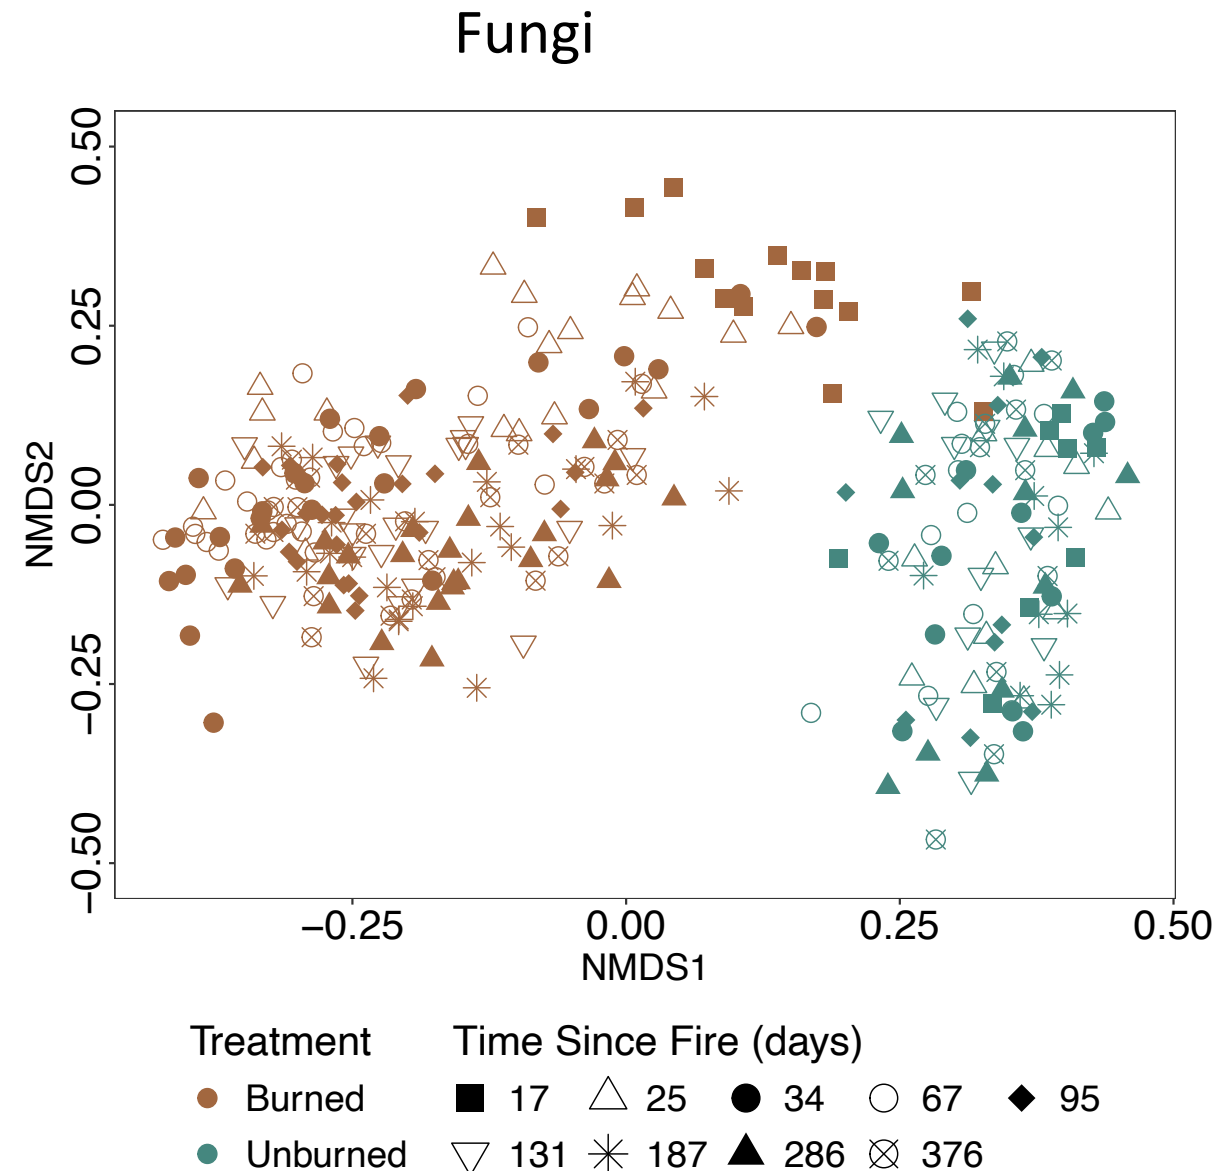 Fungi
0.50
0.25
0.00
−0.25
−0.50
NMDS2
−0.25 0.00 0.25 0.50
NMDS1
Treatment Time Since Fire (days)
Burned 17 25 34 67 95
Unburned 131 187 286 376